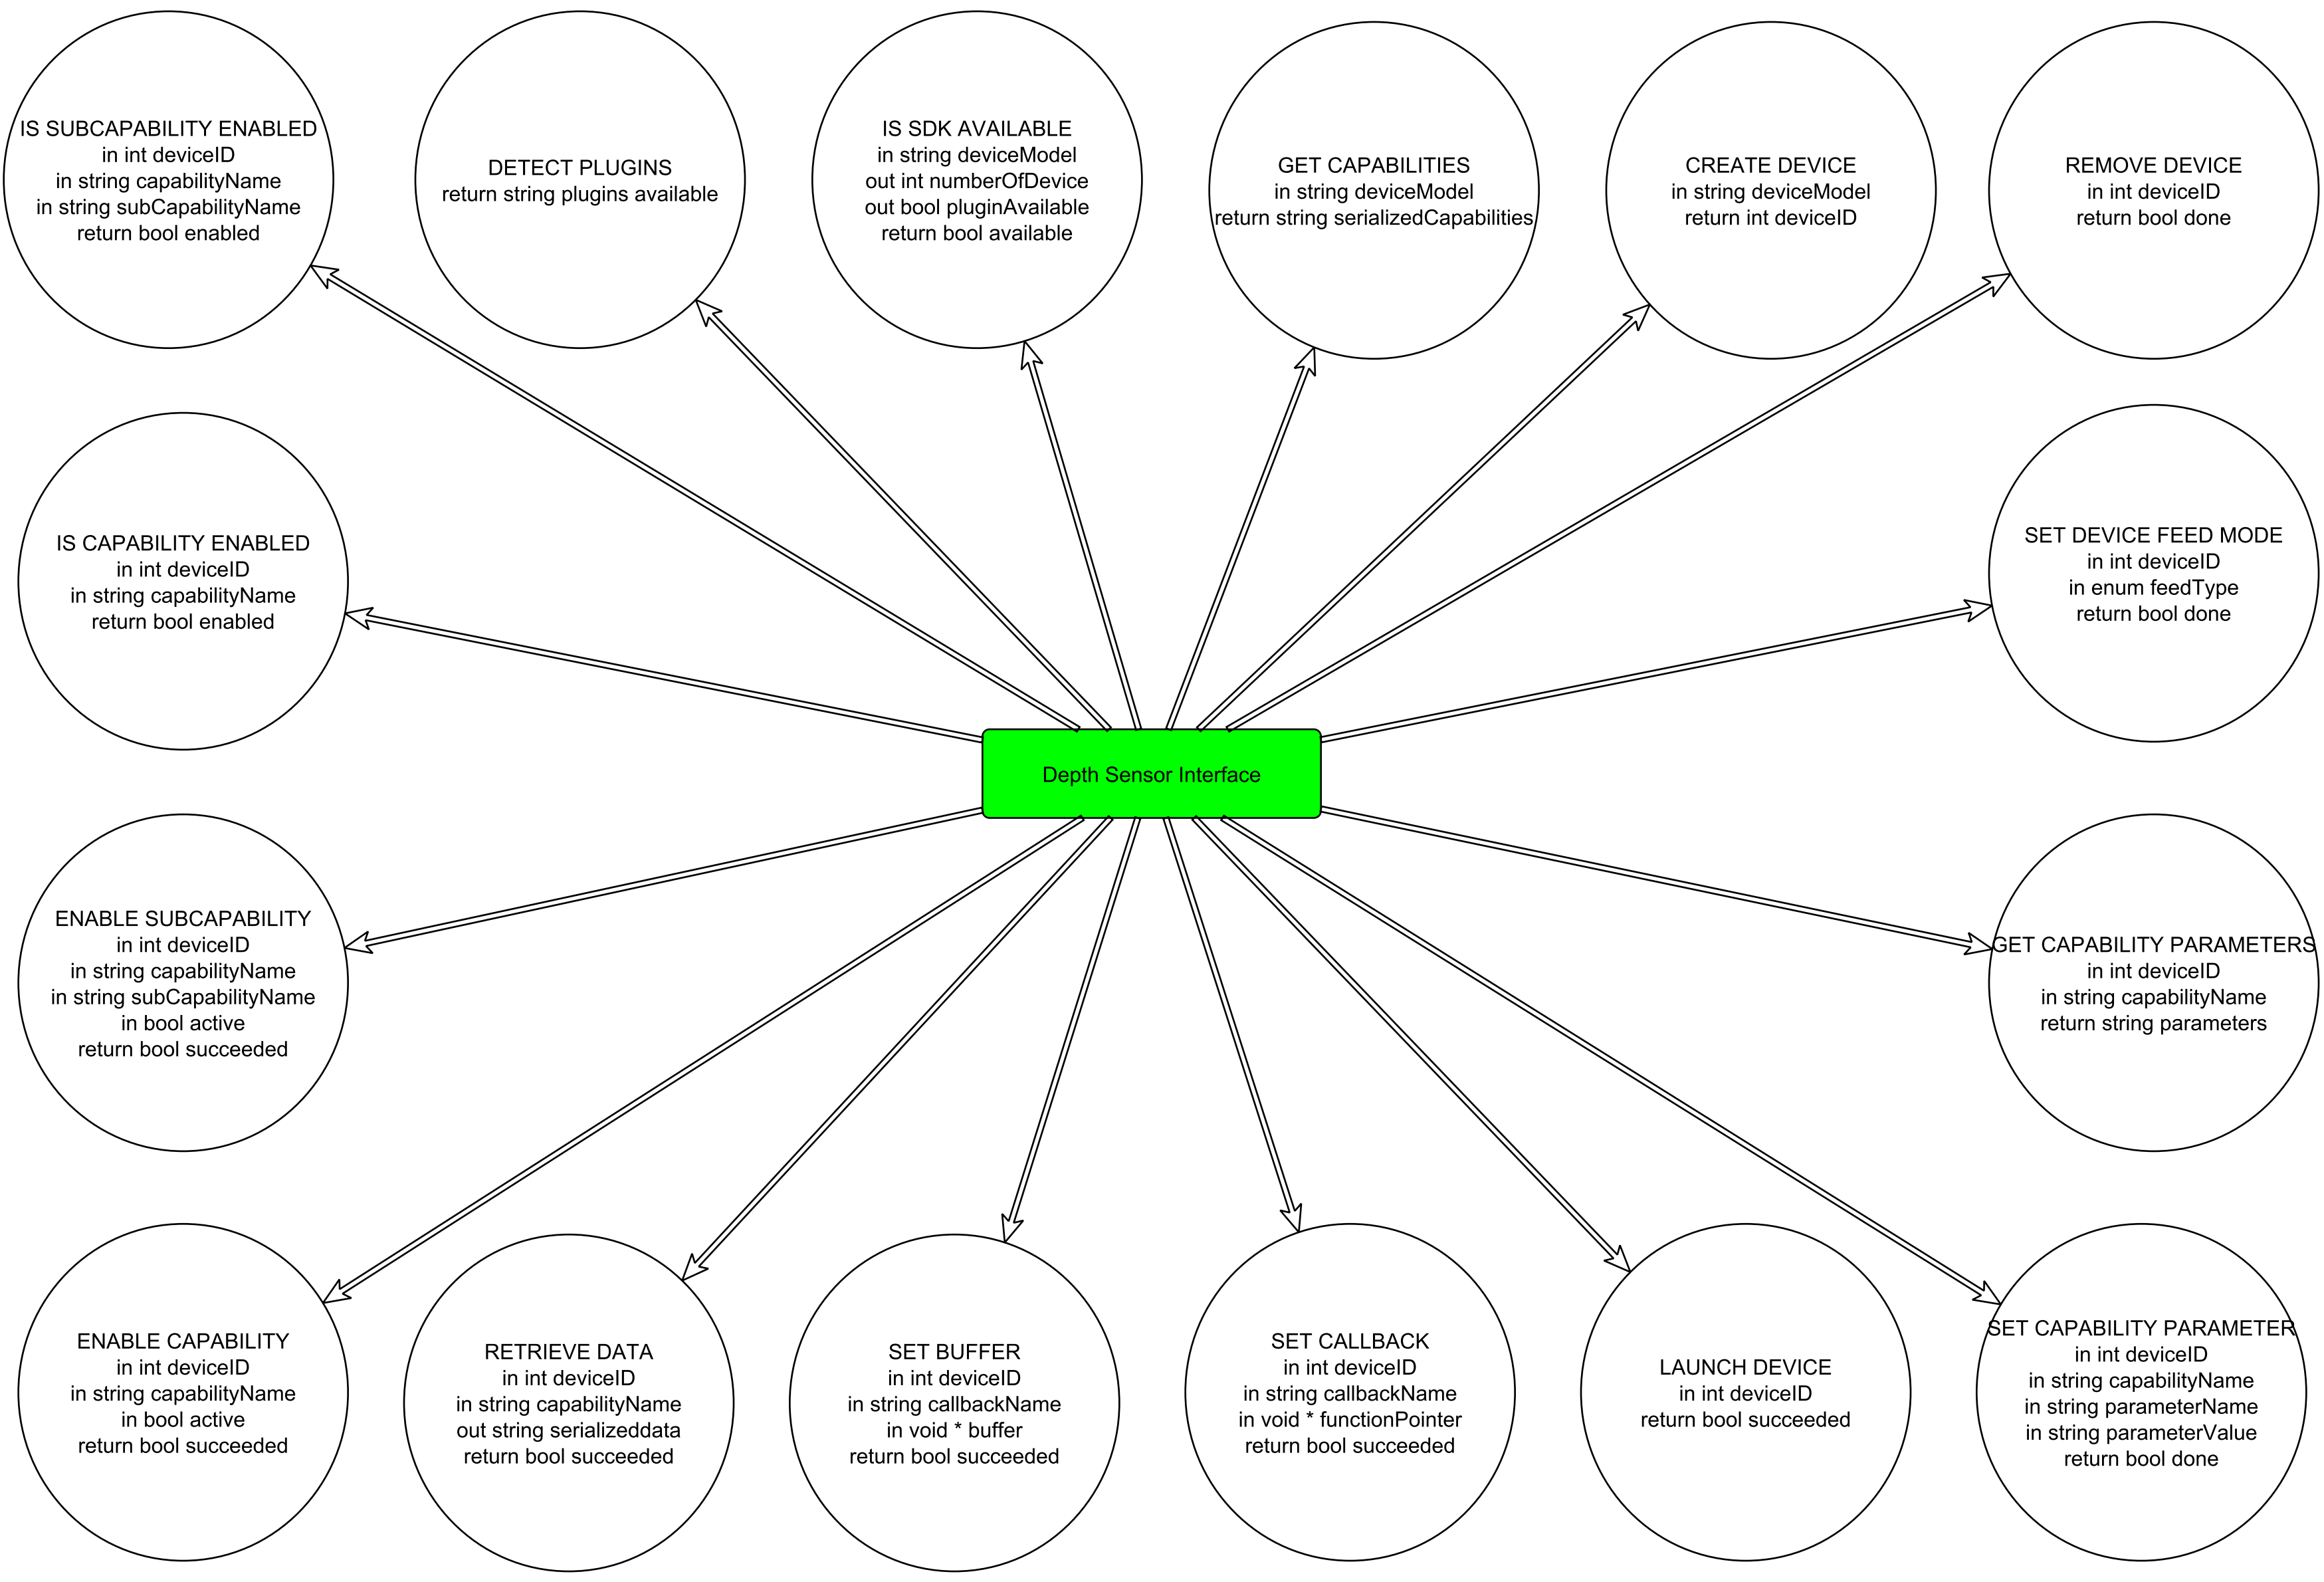 IS SUBCAPABILITY ENABLED
in int deviceID
in string capabilityName
in string subCapabilityName
return bool enabled
DETECT PLUGINS
return string plugins available
IS SDK AVAILABLE
in string deviceModel
out int numberOfDevice
out bool pluginAvailable
return bool available
GET CAPABILITIES
in string deviceModel
return string serializedCapabilities
CREATE DEVICE
in string deviceModel
return int deviceID
REMOVE DEVICE
in int deviceID
return bool done
IS CAPABILITY ENABLED
in int deviceID
in string capabilityName
return bool enabled
SET DEVICE FEED MODE
in int deviceID
in enum feedType
return bool done
Depth Sensor Interface
ENABLE SUBCAPABILITY
in int deviceID
in string capabilityName
in string subCapabilityName
in bool active
return bool succeeded
GET CAPABILITY PARAMETERS
in int deviceID
in string capabilityName
return string parameters
ENABLE CAPABILITY
in int deviceID
in string capabilityName
in bool active
return bool succeeded
RETRIEVE DATA
in int deviceID
in string capabilityName
out string serializeddata
return bool succeeded
SET BUFFER
in int deviceID
in string callbackName
in void * buffer
return bool succeeded
SET CALLBACK
in int deviceID
in string callbackName
in void * functionPointer
return bool succeeded
LAUNCH DEVICE
in int deviceID
return bool succeeded
SET CAPABILITY PARAMETER
in int deviceID
in string capabilityName
in string parameterName
in string parameterValue
return bool done